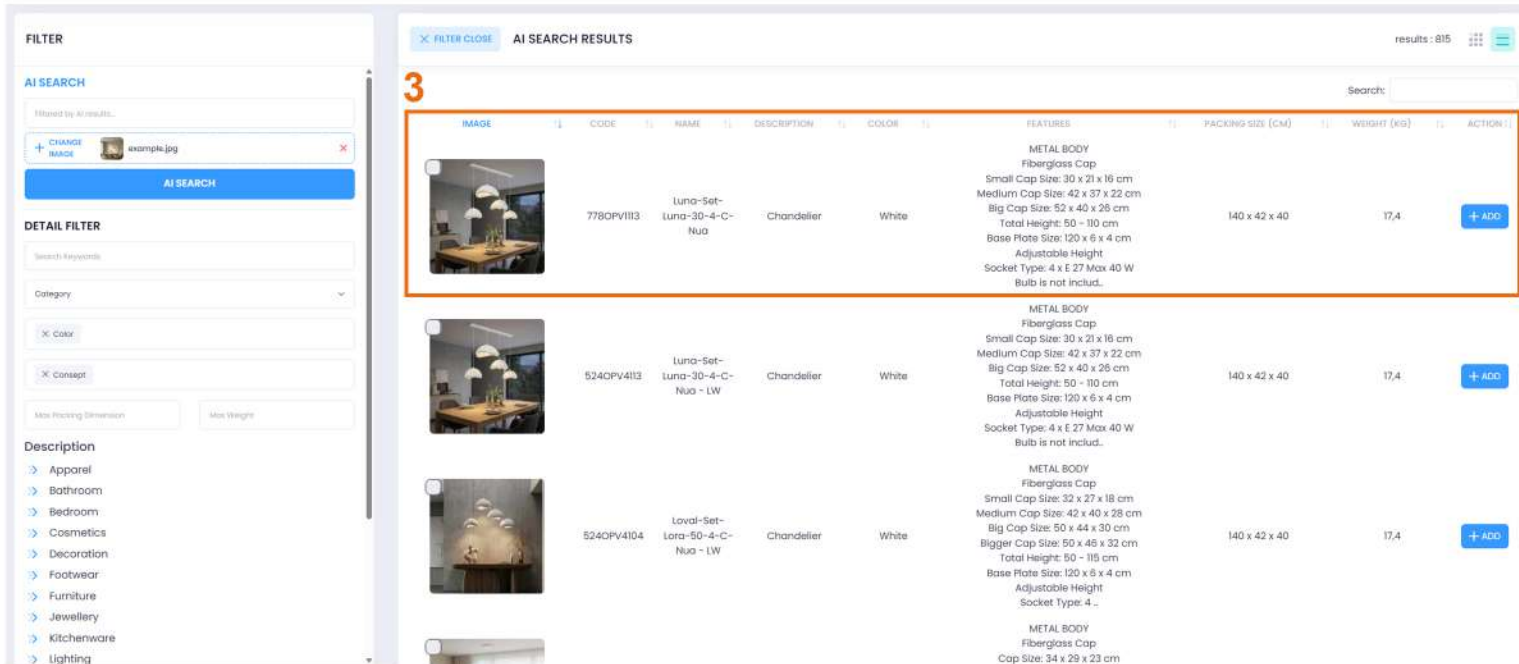 FILTER
AI SEARCH
Filtered by AI results..
+ CHANGE IMAGE
example.jpg
×
AI SEARCH
DETAIL FILTER
Search Keywords
Category
× Color
× Consept
Max Packing Dimension
Max Weight
Description
Apparel
Bathroom
Bedroom
Cosmetics
Decoration
Footwear
Furniture
Jewellery
Kitchenware
Lighting
× FILTER CLOSE
AI SEARCH RESULTS
results : 815
3
Search:
IMAGE CODE NAME DESCRIPTION COLOR FEATURES PACKING SIZE (CM) WEIGHT (KG) ACTION
778OPV1113
Luna-Set-
Luna-30-4-C-
Nua
Chandelier
White
METAL BODY
Fiberglass Cap
Small Cap Size: 30 x 21 x 16 cm
Medium Cap Size: 42 x 37 x 22 cm
Big Cap Size: 52 x 40 x 26 cm
Total Height: 50 - 110 cm
Base Plate Size: 120 x 6 x 4 cm
Adjustable Height
Socket Type: 4 x E 27 Max 40 W
Bulb is not includ..
140 x 42 x 40
17,4
+ ADD
524OPV4113
Luna-Set-
Luna-30-4-C-
Nua - LW
Chandelier
White
METAL BODY
Fiberglass Cap
Small Cap Size: 30 x 21 x 16 cm
Medium Cap Size: 42 x 37 x 22 cm
Big Cap Size: 52 x 40 x 26 cm
Total Height: 50 - 110 cm
Base Plate Size: 120 x 6 x 4 cm
Adjustable Height
Socket Type: 4 x E 27 Max 40 W
Bulb is not includ..
140 x 42 x 40
17,4
+ ADD
524OPV4104
Loval-Set-
Lora-50-4-C-
Nua - LW
Chandelier
White
METAL BODY
Fiberglass Cap
Small Cap Size: 32 x 27 x 18 cm
Medium Cap Size: 42 x 40 x 28 cm
Big Cap Size: 50 x 44 x 30 cm
Bigger Cap Size: 50 x 46 x 32 cm
Total Height: 50 - 115 cm
Base Plate Size: 120 x 6 x 4 cm
Adjustable Height
Socket Type: 4 ..
140 x 42 x 40
17,4
+ ADD
METAL BODY
Fiberglass Cap
Cap Size: 34 x 29 x 23 cm